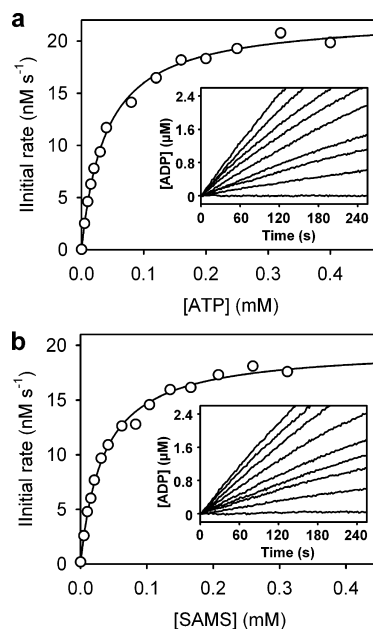 a
IInitial rate (nM s⁻¹)
20
15
10
5
0
0.0 0.1 0.2 0.3 0.4
[ATP] (mM)
[ADP] (µM)
2.4
1.6
0.8
0
0 60 120 180 240
Time (s)
b
IInitial rate (nM s⁻¹)
20
15
10
5
0
0.0 0.1 0.2 0.3 0.4
[SAMS] (mM)
[ADP] (µM)
2.4
1.6
0.8
0
0 60 120 180 240
Time (s)